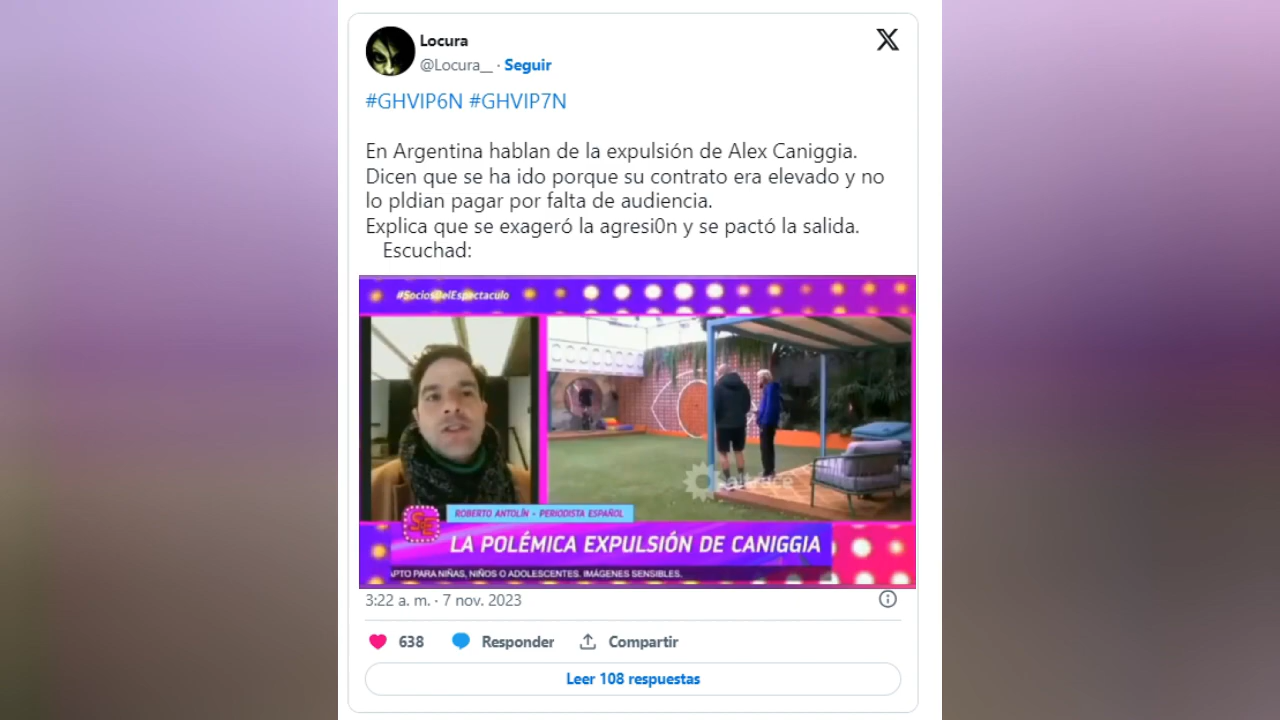 Locura
@Locura__ · Seguir
#GHVIP6N #GHVIP7N
En Argentina hablan de la expulsión de Alex Caniggia.
Dicen que se ha ido porque su contrato era elevado y no
lo pldian pagar por falta de audiencia.
Explica que se exageró la agresi0n y se pactó la salida.
Escuchad:
#SociosDelEspectaculo
ROBERTO ANTOLÍN - PERIODISTA ESPAÑOL
LA POLÉMICA EXPULSIÓN DE CANIGGIA
APTO PARA NIÑAS, NIÑOS O ADOLESCENTES. IMÁGENES SENSIBLES.
3:22 a. m. · 7 nov. 2023
638 Responder Compartir
Leer 108 respuestas